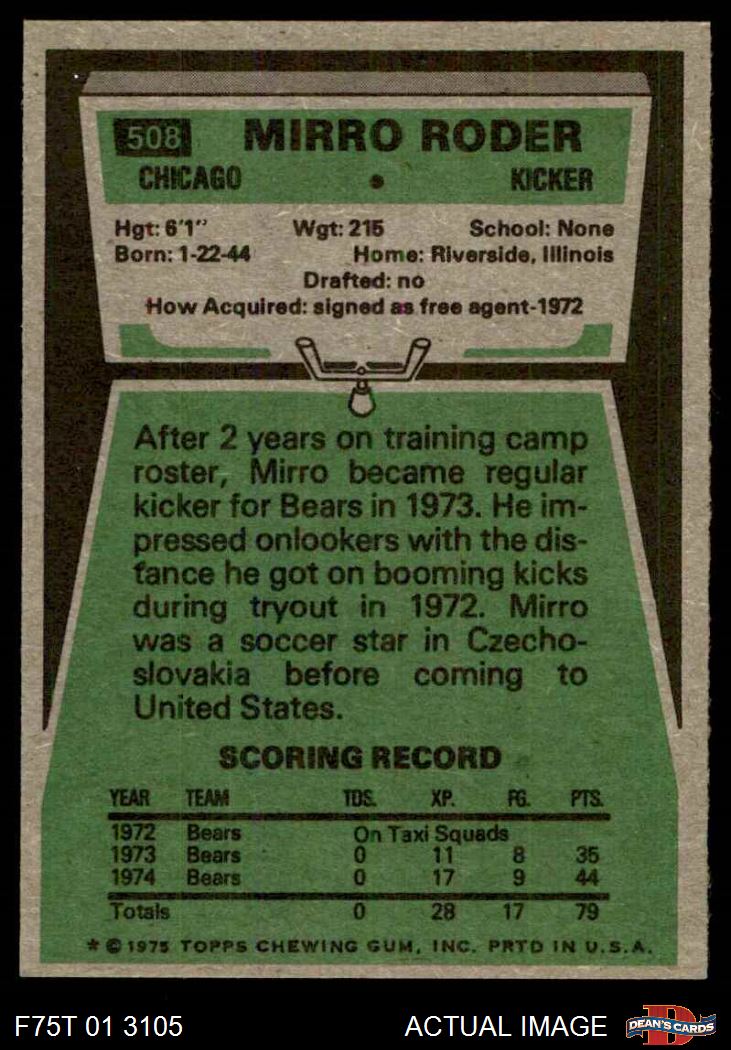 508 MIRRO RODER
CHICAGO • KICKER
Hgt: 6'1" Wgt: 215 School: None
Born: 1-22-44 Home: Riverside, Illinois
Drafted: no
How Acquired: signed as free agent-1972
After 2 years on training camp
roster, Mirro became regular
kicker for Bears in 1973. He im-
pressed onlookers with the dis-
tance he got on booming kicks
during tryout in 1972. Mirro
was a soccer star in Czecho-
slovakia before coming to
United States.
SCORING RECORD
YEAR TEAM TDS. XP. FG. PTS.
1972 Bears On Taxi Squads
1973 Bears 0 11 8 35
1974 Bears 0 17 9 44
Totals 0 28 17 79
* © 1975 TOPPS CHEWING GUM, INC. PRTD IN U.S.A.
F75T 01 3105 ACTUAL IMAGE D DEAN'S CARDS